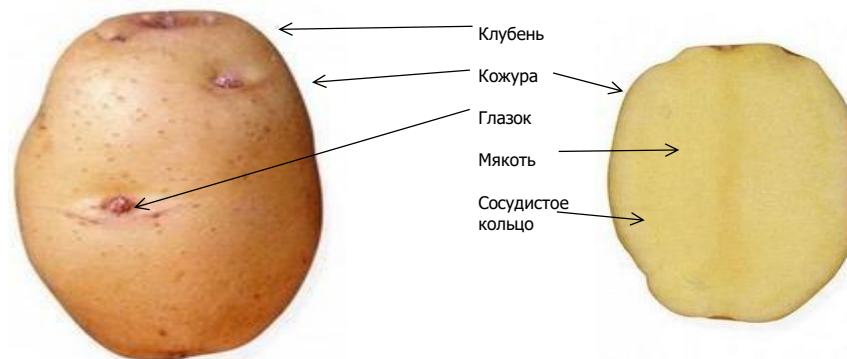 Клубень
Кожура
Глазок
Мякоть
Сосудистое
кольцо